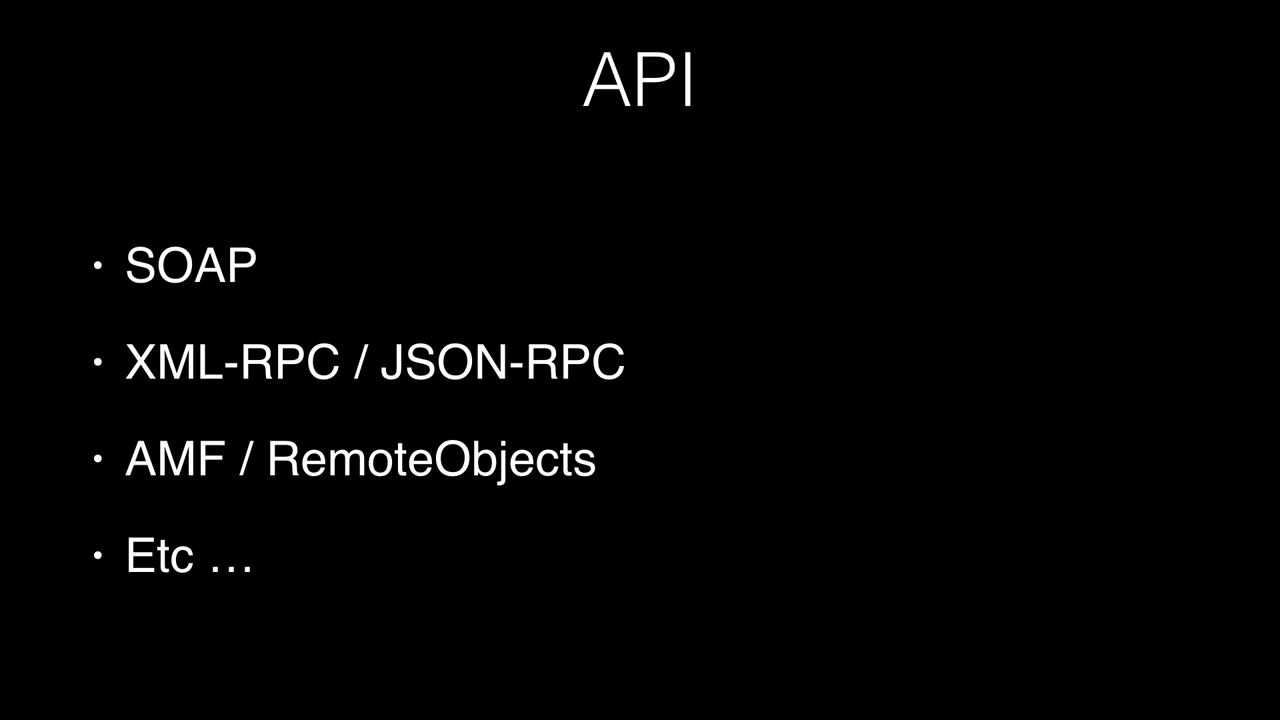 API
• SOAP
• XML-RPC / JSON-RPC
• AMF / RemoteObjects
• Etc …